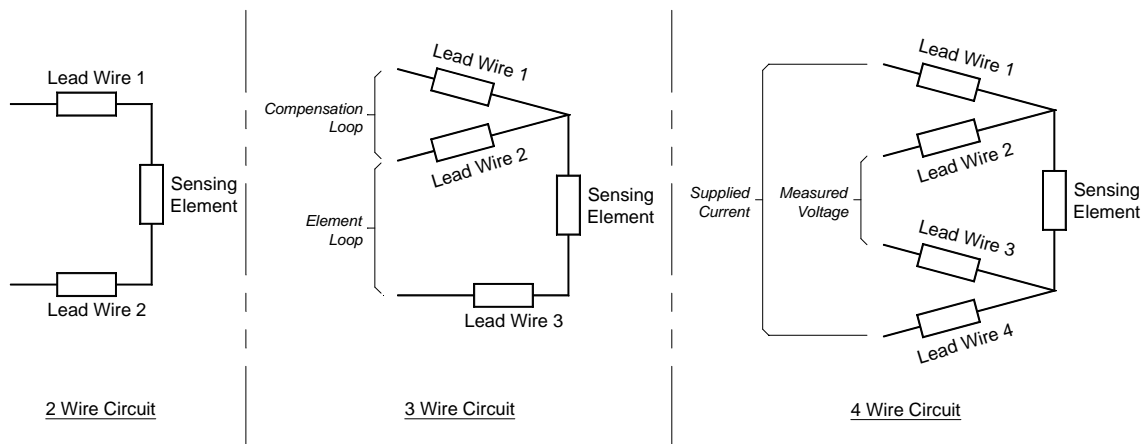 Lead Wire 1
Sensing
Element
Lead Wire 2
2 Wire Circuit
Lead Wire 1
Compensation
Loop
Lead Wire 2
Sensing
Element
Element
Loop
Lead Wire 3
3 Wire Circuit
Lead Wire 1
Lead Wire 2
Supplied
Current
Measured
Voltage
Sensing
Element
Lead Wire 3
Lead Wire 4
4 Wire Circuit